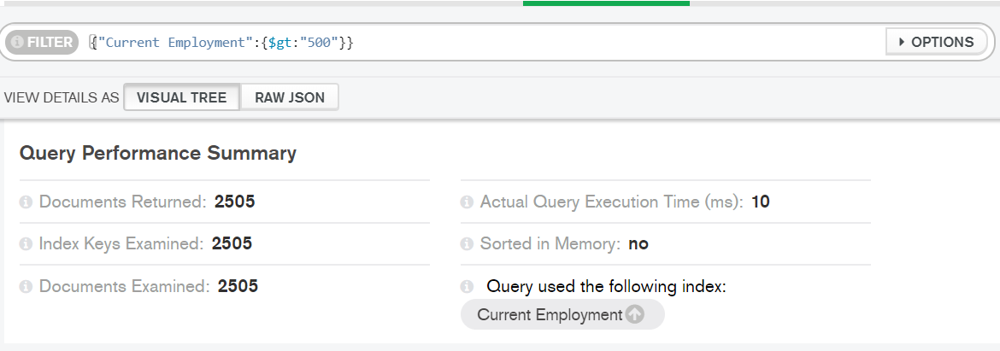 FILTER {"Current Employment":{$gt:"500"}} OPTIONS
VIEW DETAILS AS VISUAL TREE RAW JSON
Query Performance Summary
Documents Returned: 2505 Actual Query Execution Time (ms): 10
Index Keys Examined: 2505 Sorted in Memory: no
Documents Examined: 2505 Query used the following index:
Current Employment